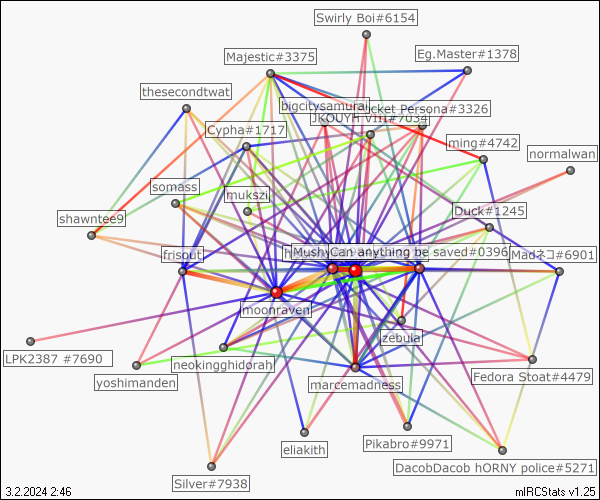 Swirly Boi#6154
Majestic#3375
Eg.Master#1378
thesecondtwat
bigcitysamurai
cket Persona#3326
JKOUYH VIII#7034
Cypha#1717
ming#4742
normalwan
somass
mukszi
shawntee9
Duck#1245
frisout
Mushy
Can anything be saved#0396
Madネコ#6901
moonraven
zebula
LPK2387 #7690
neokingghidorah
yoshimanden
marcemadness
Fedora Stoat#4479
eliakith
Pikabro#9971
DacobDacob hORNY police#5271
Silver#7938
3.2.2024 2:46
mIRCStats v1.25